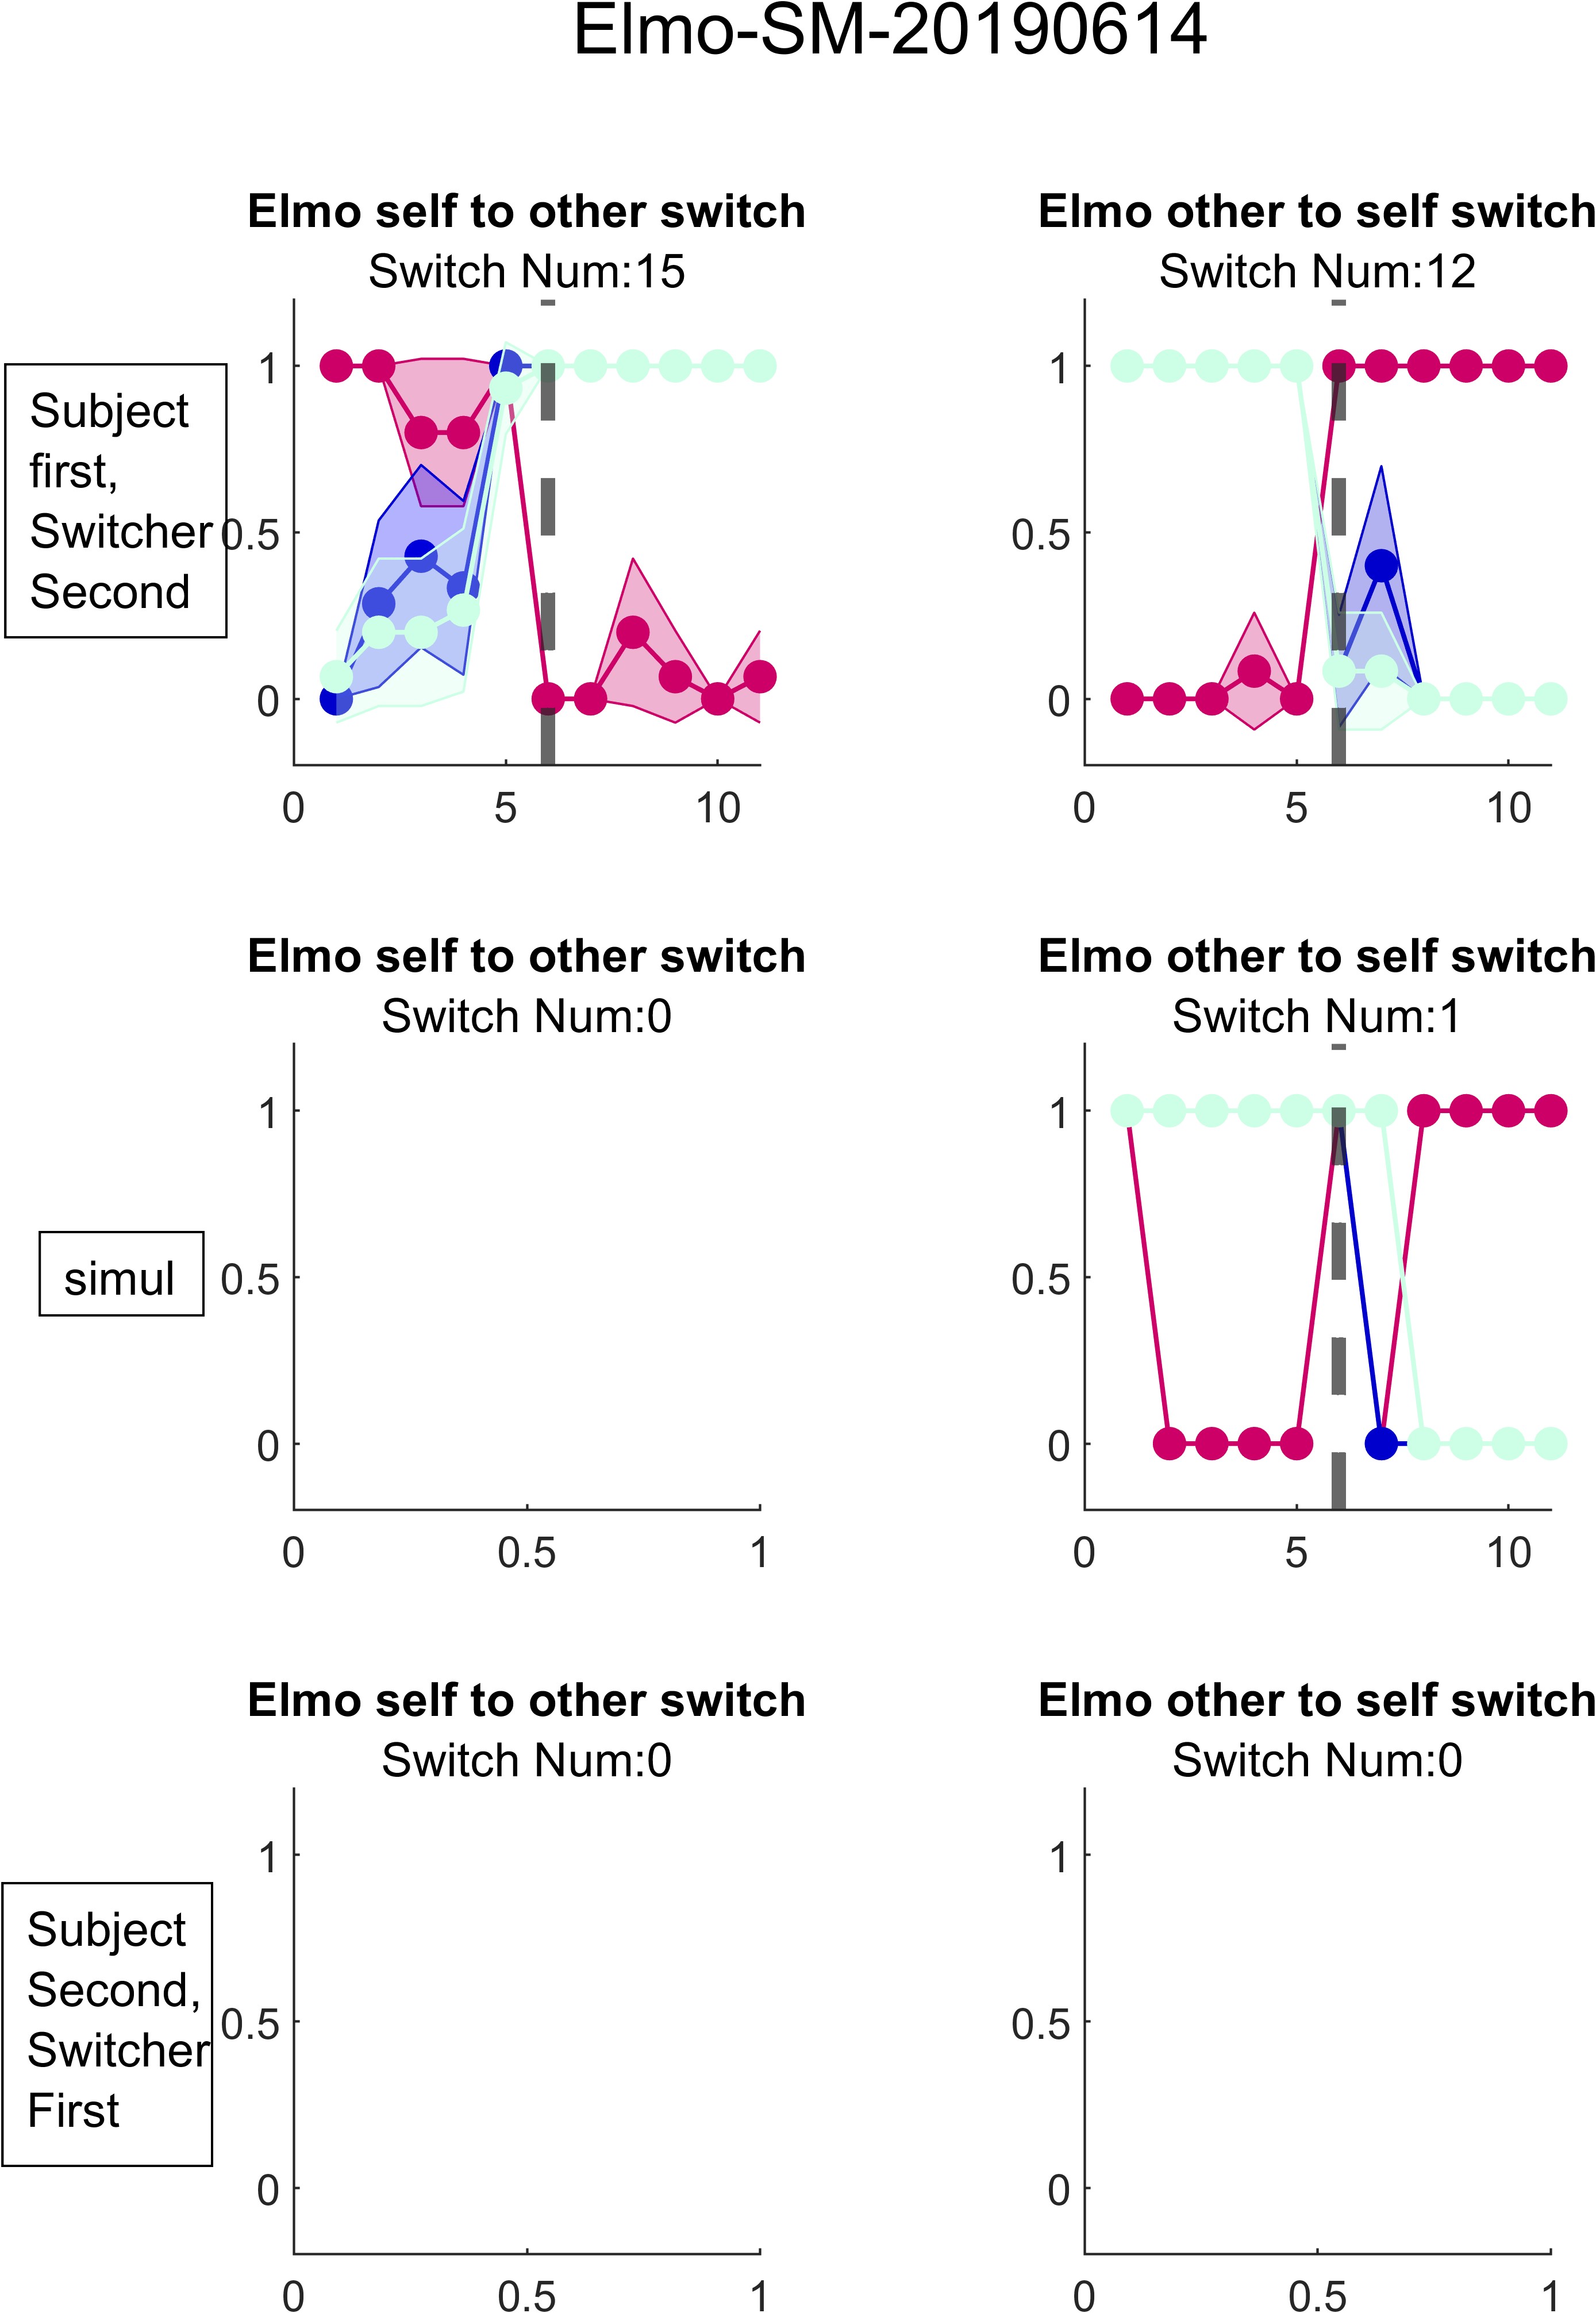 Elmo-SM-20190614
Elmo self to other switch
Switch Num:15
Elmo other to self switch
Switch Num:12
Subject
first,
Switcher
Second
1
0.5
0
0 5 10
1
0.5
0
0 5 10
Elmo self to other switch
Switch Num:0
Elmo other to self switch
Switch Num:1
simul
1
0.5
0
0 0.5 1
1
0.5
0
0 5 10
Elmo self to other switch
Switch Num:0
Elmo other to self switch
Switch Num:0
Subject
Second,
Switcher
First
1
0.5
0
0 0.5 1
1
0.5
0
0 0.5 1